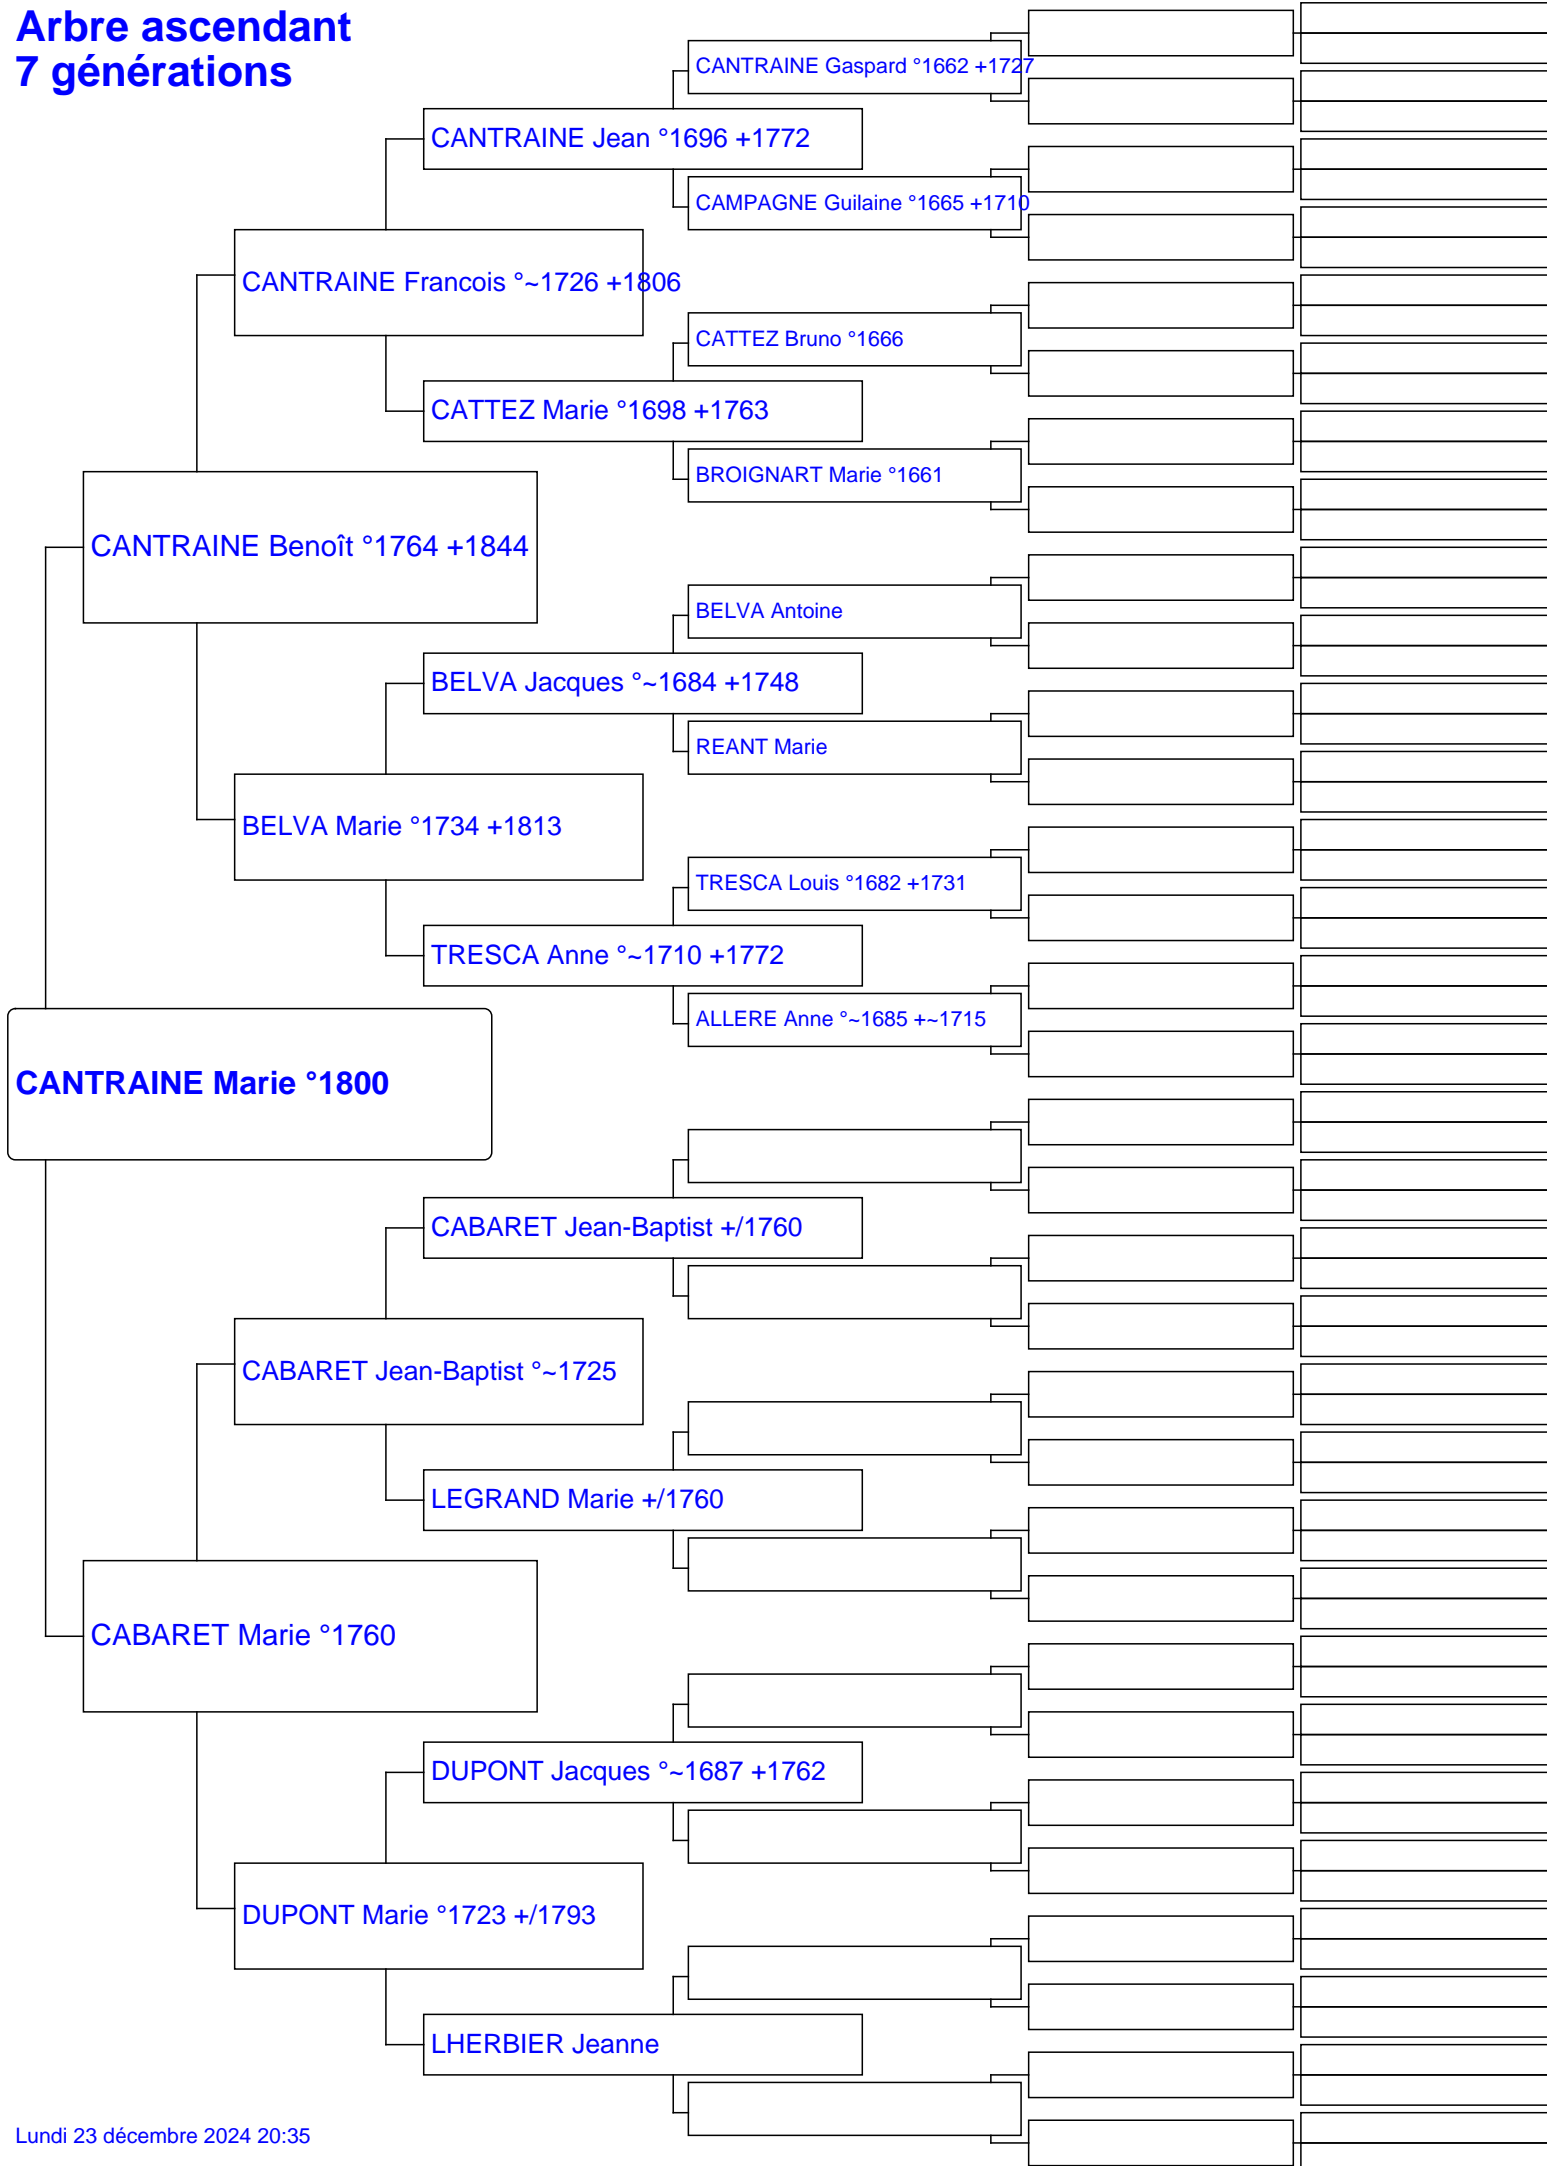 Arbre ascendant
7 générations
CANTRAINE Gaspard °1662 +1727
CANTRAINE Jean °1696 +1772
CAMPAGNE Guilaine °1665 +1710
CANTRAINE Francois °~1726 +1806
CATTEZ Bruno °1666
CATTEZ Marie °1698 +1763
BROIGNART Marie °1661
CANTRAINE Benoît °1764 +1844
BELVA Antoine
BELVA Jacques °~1684 +1748
REANT Marie
BELVA Marie °1734 +1813
TRESCA Louis °1682 +1731
TRESCA Anne °~1710 +1772
ALLERE Anne °~1685 +~1715
CANTRAINE Marie °1800
CABARET Jean-Baptist +/1760
CABARET Jean-Baptist °~1725
LEGRAND Marie +/1760
CABARET Marie °1760
DUPONT Jacques °~1687 +1762
DUPONT Marie °1723 +/1793
LHERBIER Jeanne
Lundi 23 décembre 2024 20:35